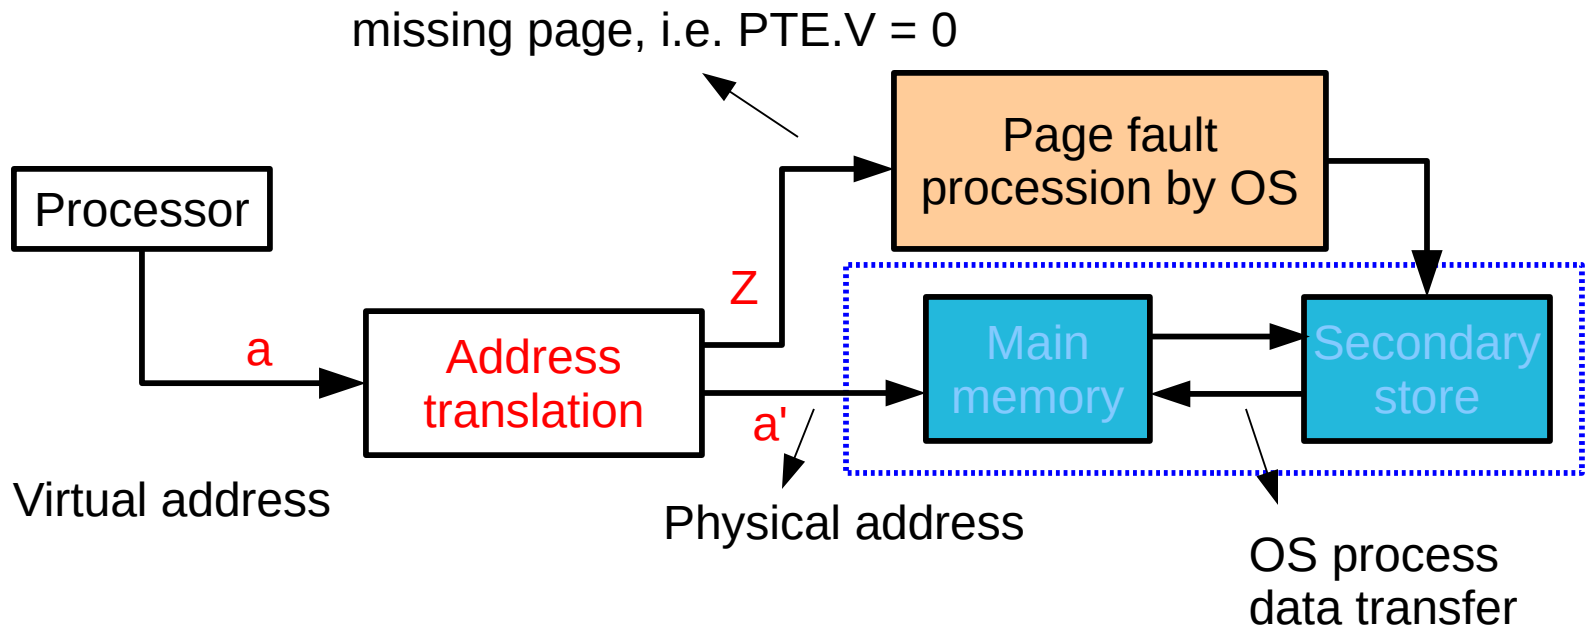 missing page, i.e. PTE.V = 0
Page fault
procession by OS
Processor
Z
a
Address
translation
a'
Main
memory
Secondary
store
Virtual address
Physical address
OS process
data transfer